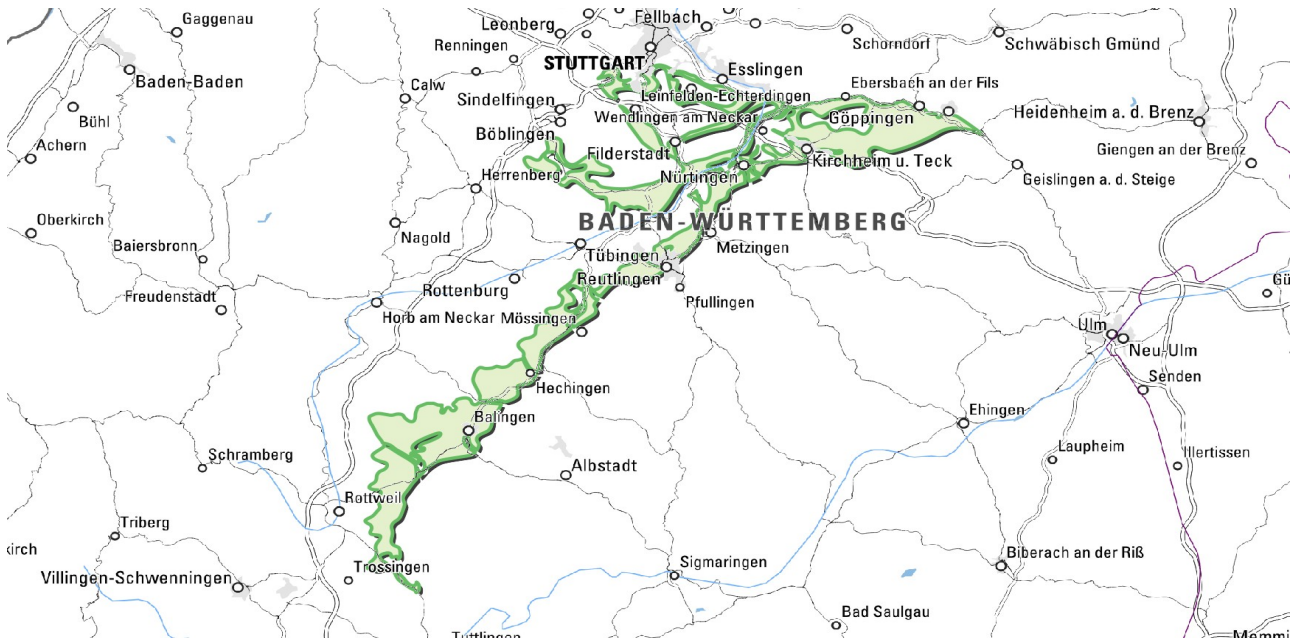 Gaggenau
Leonberg
Fellbach
Renningen
Schorndorf
Schwäbisch Gmünd
STUTTGART
Baden-Baden
Calw
Esslingen
Leinfelden-Echterdingen
Ebersbach an der Fils
Sindelfingen
Bühl
Wendlingen am Neckar
Göppingen
Heidenheim a. d. Brenz
Böblingen
Achern
Filderstadt
Kirchheim u. Teck
Giengen an der Brenz
Herrenberg
Nürtingen
Geislingen a. d. Steige
Oberkirch
BADEN-WÜRTTEMBERG
Nagold
Baiersbronn
Metzingen
Tübingen
Reutlingen
Rottenburg
Freudenstadt
Pfullingen
Gü
Horb am Neckar
Mössingen
Ulm
Neu-Ulm
Senden
Hechingen
Balingen
Ehingen
Schramberg
Albstadt
Laupheim
Illertissen
Rottweil
Triberg
kirch
Trossingen
Sigmaringen
Biberach an der Riß
Villingen-Schwenningen
Bad Saulgau
Tuttlingen
Memmi